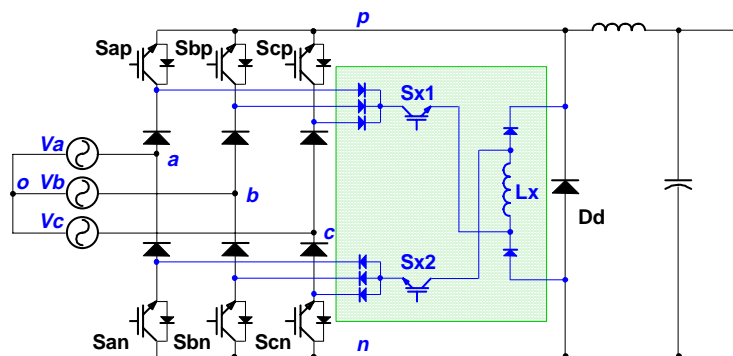 p
Sap Sbp Scp
Sx1
Va
a
o Vb
b
Lx
Vc
c
Dd
Sx2
San Sbn Scn
n